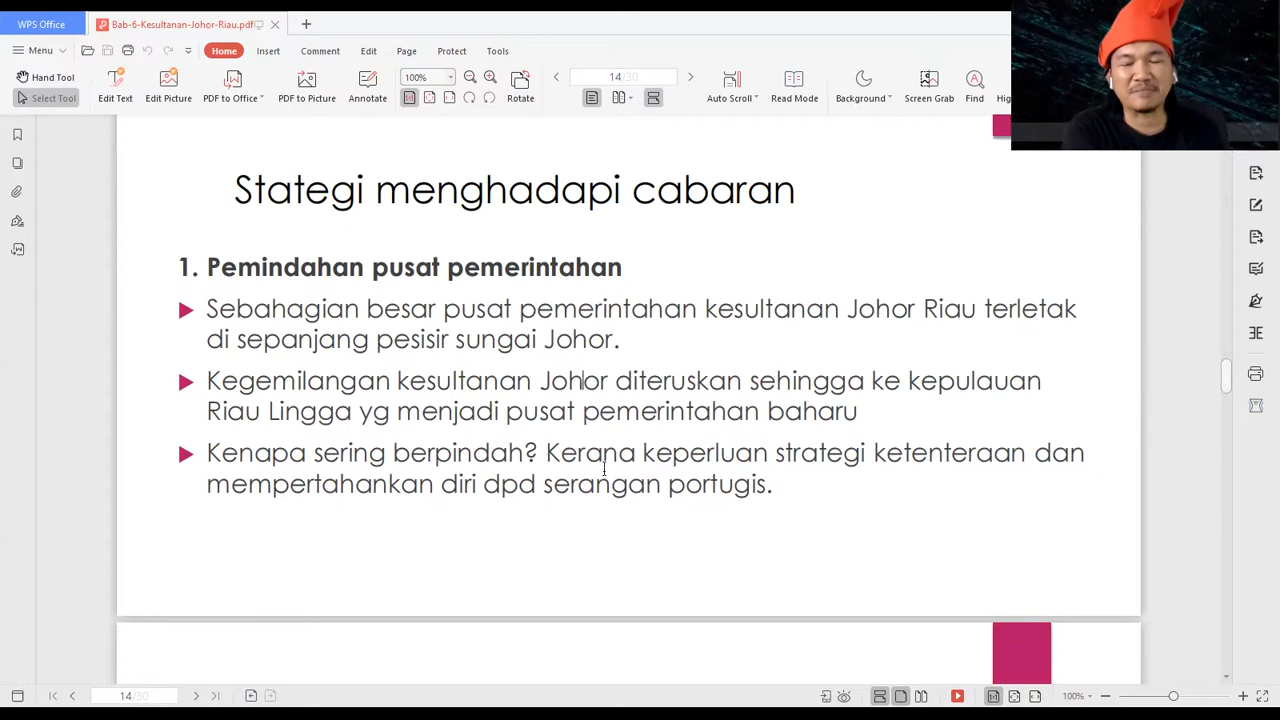 WPS Office
Bab-6-Kesultanan-Johor-Riau.pdf
Menu
Home
Insert
Comment
Edit
Page
Protect
Tools
Hand Tool
Select Tool
Edit Text
Edit Picture
PDF to Office
PDF to Picture
Annotate
100%
Rotate
14/30
Auto Scroll
Read Mode
Background
Screen Grab
Find
Stategi menghadapi cabaran
1. Pemindahan pusat pemerintahan
Sebahagian besar pusat pemerintahan kesultanan Johor Riau terletak
di sepanjang pesisir sungai Johor.
Kegemilangan kesultanan Johor diteruskan sehingga ke kepulauan
Riau Lingga yg menjadi pusat pemerintahan baharu
Kenapa sering berpindah? Kerana keperluan strategi ketenteraan dan
mempertahankan diri dpd serangan portugis.
14/30
100%